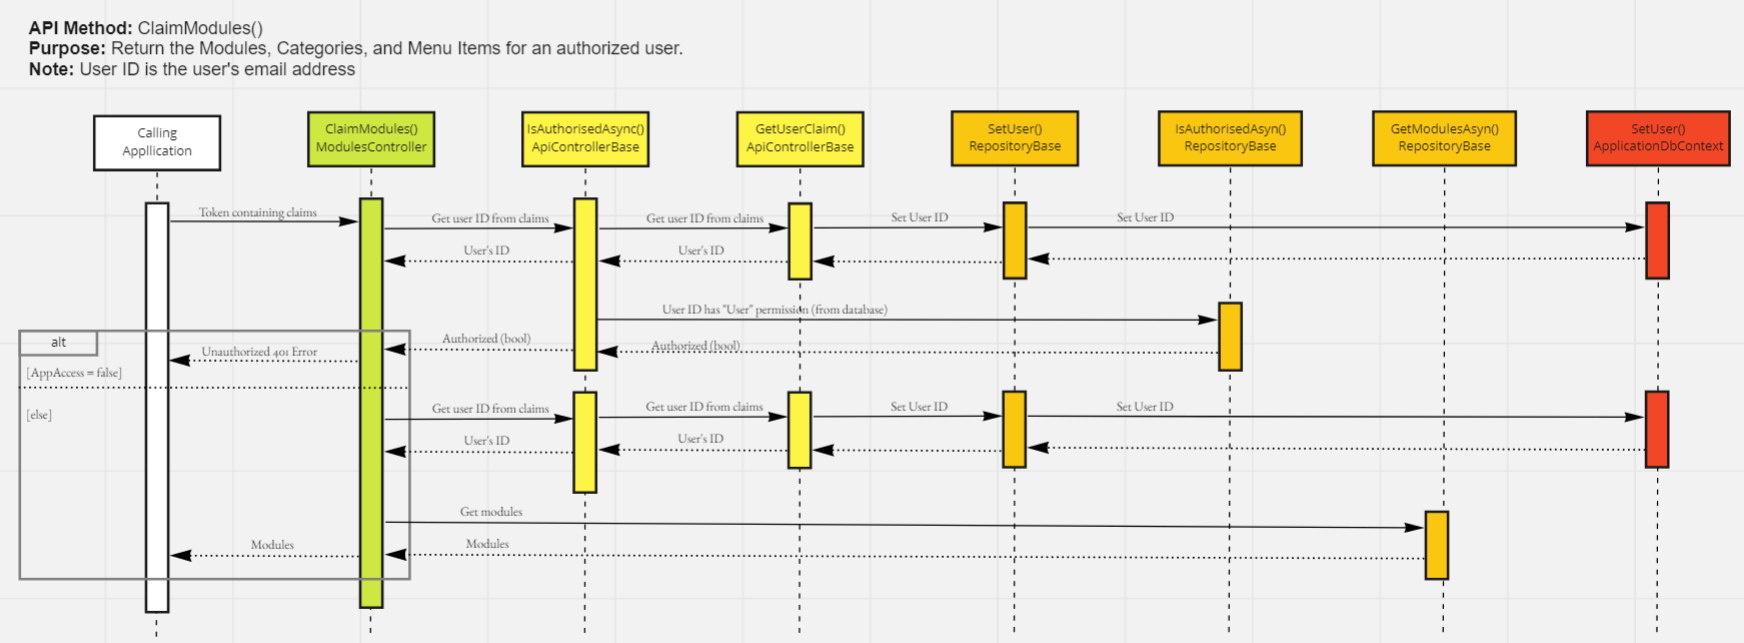 API Method: ClaimModules()
Purpose: Return the Modules, Categories, and Menu Items for an authorized user.
Note: User ID is the user's email address
Calling
Appllication
ClaimModules()
ModulesController
IsAuthorisedAsync()
ApiControllerBase
GetUserClaim()
ApiControllerBase
SetUser()
RepositoryBase
IsAuthorisedAsyn()
RepositoryBase
GetModulesAsyn()
RepositoryBase
SetUser()
ApplicationDbContext
Token containing claims
Get user ID from claims
Get user ID from claims
Set User ID
Set User ID
User's ID
User's ID
User ID has "User" permission (from database)
alt
Authorized (bool)
Authorized (bool)
Unauthorized 401 Error
[AppAccess = false]
[else]
Get user ID from claims
Get user ID from claims
Set User ID
Set User ID
User's ID
User's ID
Get modules
Modules
Modules